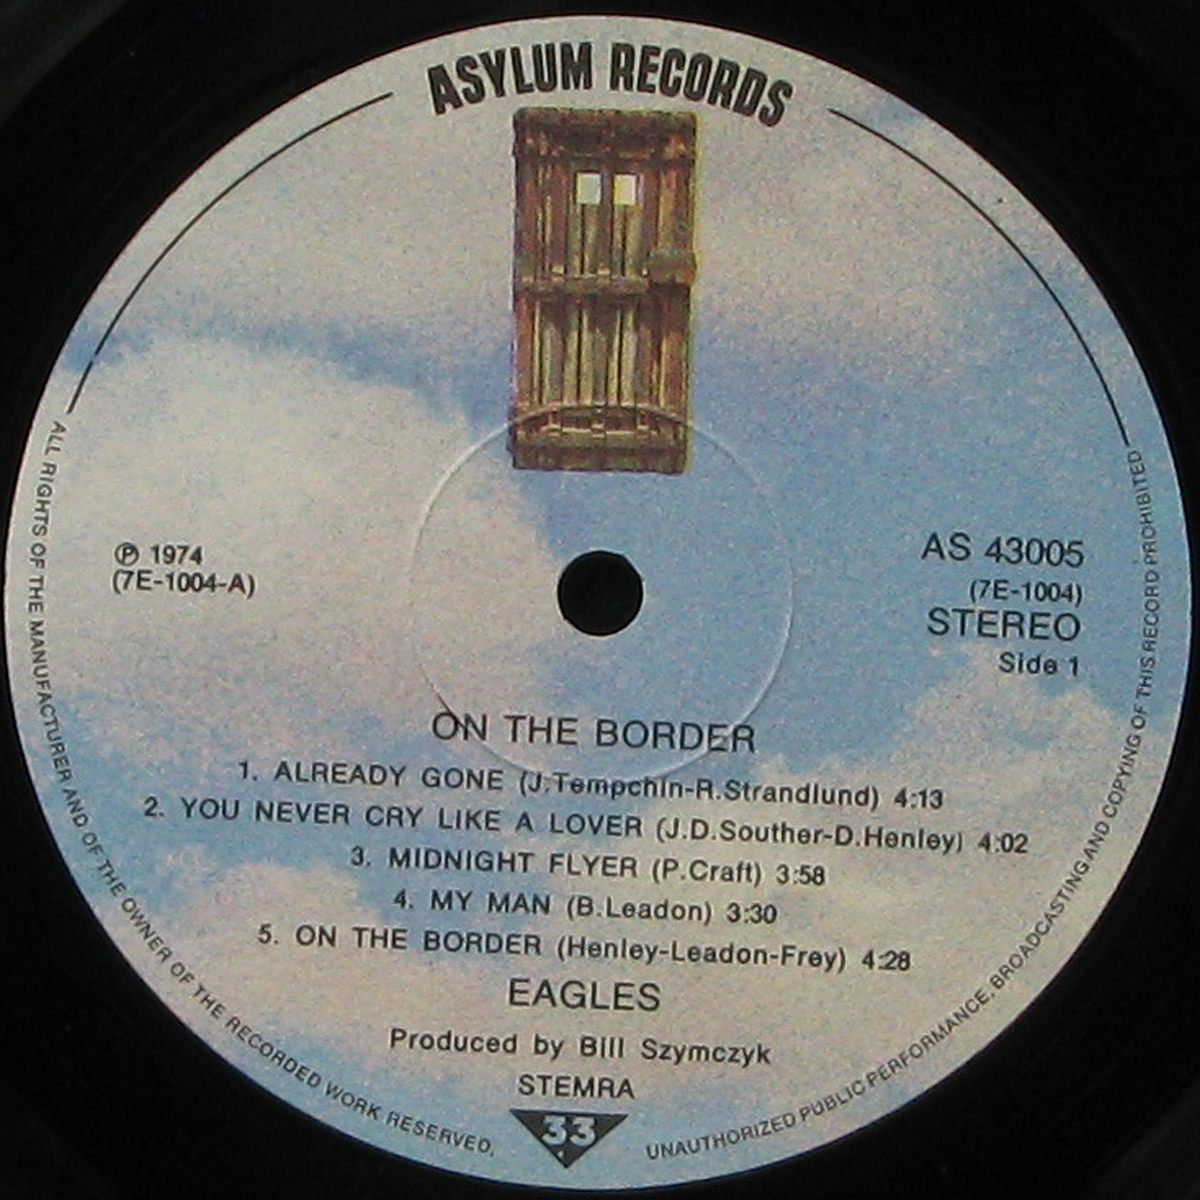 ASYLUM RECORDS
℗ 1974
(7E-1004-A)
AS 43005
(7E-1004)
STEREO
Side 1
ON THE BORDER
1. ALREADY GONE (J.Tempchin-R.Strandlund) 4:13
2. YOU NEVER CRY LIKE A LOVER (J.D.Souther-D.Henley) 4:02
3. MIDNIGHT FLYER (P.Craft) 3:58
4. MY MAN (B.Leadon) 3:30
5. ON THE BORDER (Henley-Leadon-Frey) 4:28
EAGLES
Produced by Bill Szymczyk
STEMRA
33
ALL RIGHTS OF THE MANUFACTURER AND OF THE OWNER OF THE RECORDED WORK RESERVED,
UNAUTHORIZED PUBLIC PERFORMANCE, BROADCASTING AND COPYING OF THIS RECORD PROHIBITED